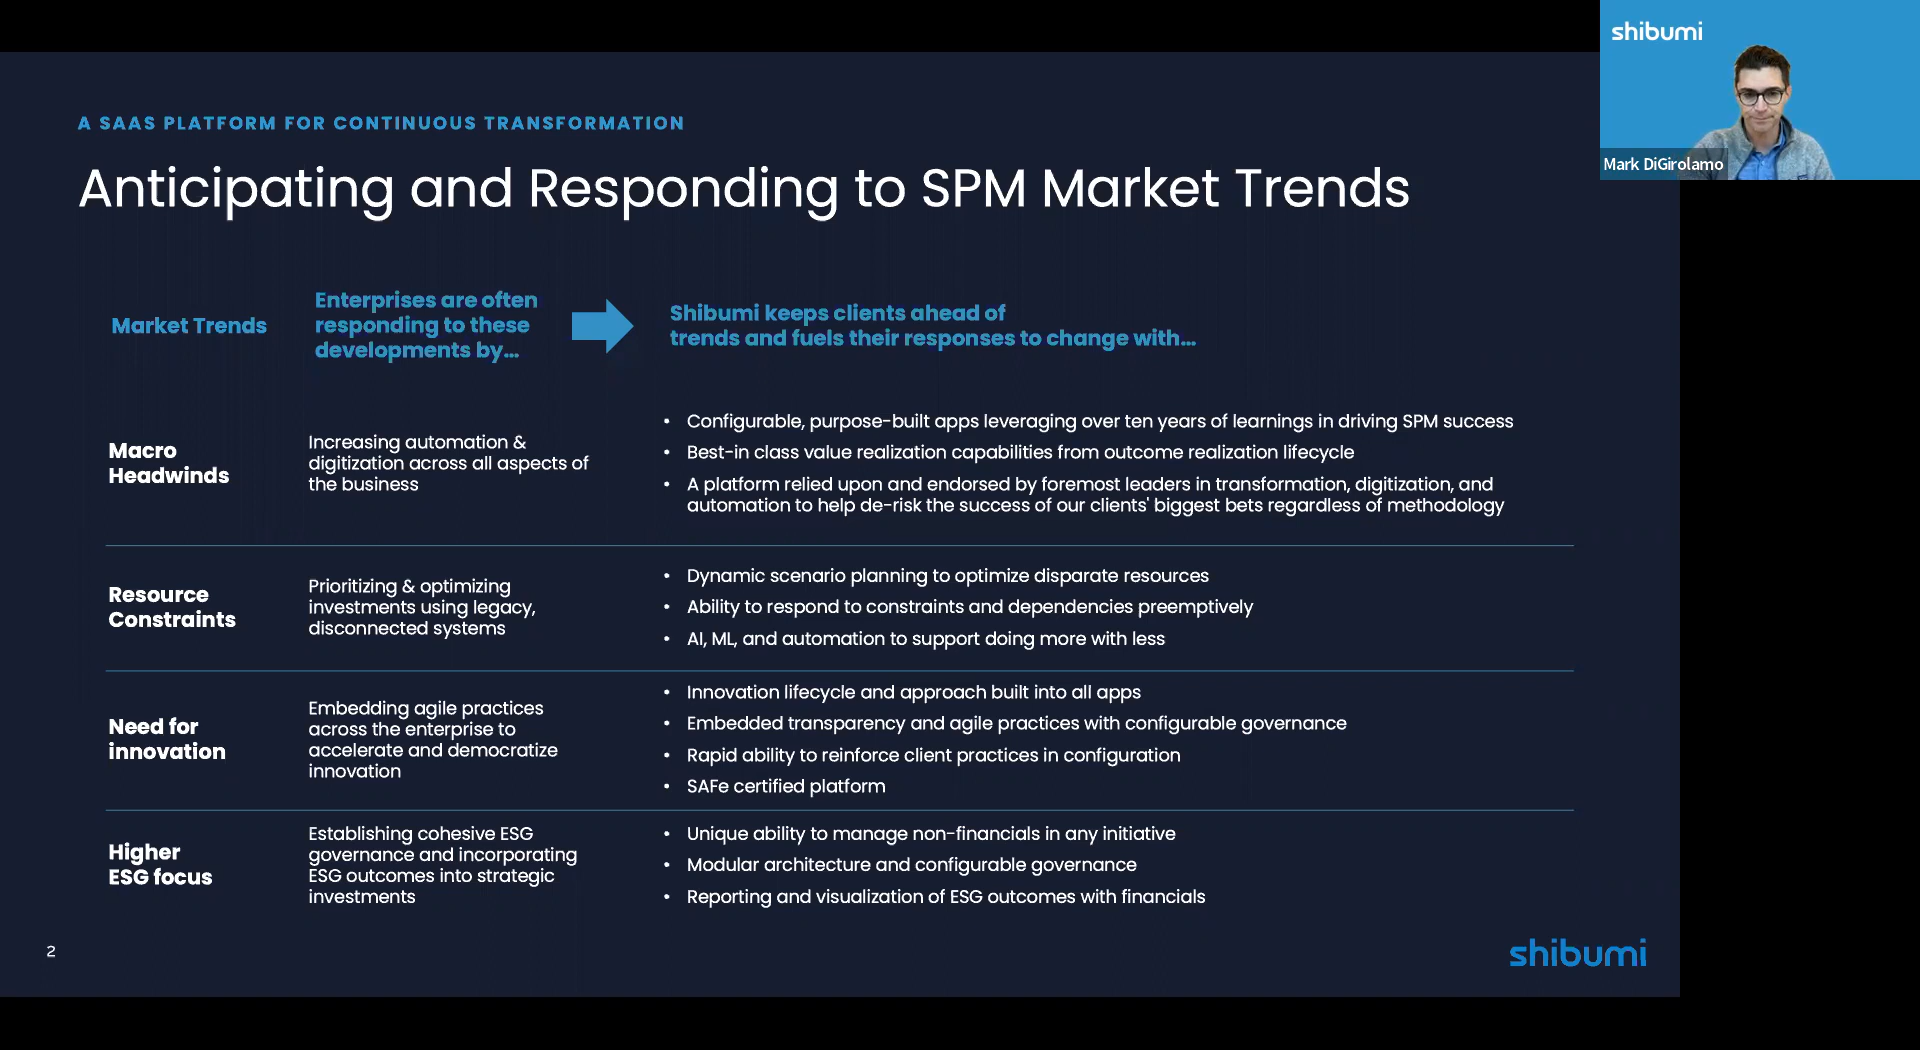 shibumi
Mark DiGirolamo
A SAAS PLATFORM FOR CONTINUOUS TRANSFORMATION
Anticipating and Responding to SPM Market Trends
Market Trends
Enterprises are often
responding to these
developments by...
Shibumi keeps clients ahead of
trends and fuels their responses to change with...
Macro
Headwinds
Increasing automation &
digitization across all aspects of
the business
• Configurable, purpose-built apps leveraging over ten years of learnings in driving SPM success
• Best-in class value realization capabilities from outcome realization lifecycle
• A platform relied upon and endorsed by foremost leaders in transformation, digitization, and
automation to help de-risk the success of our clients' biggest bets regardless of methodology
Resource
Constraints
Prioritizing & optimizing
investments using legacy,
disconnected systems
• Dynamic scenario planning to optimize disparate resources
• Ability to respond to constraints and dependencies preemptively
• AI, ML, and automation to support doing more with less
Need for
innovation
Embedding agile practices
across the enterprise to
accelerate and democratize
innovation
• Innovation lifecycle and approach built into all apps
• Embedded transparency and agile practices with configurable governance
• Rapid ability to reinforce client practices in configuration
• SAFe certified platform
Higher
ESG focus
Establishing cohesive ESG
governance and incorporating
ESG outcomes into strategic
investments
• Unique ability to manage non-financials in any initiative
• Modular architecture and configurable governance
• Reporting and visualization of ESG outcomes with financials
2
shibumi